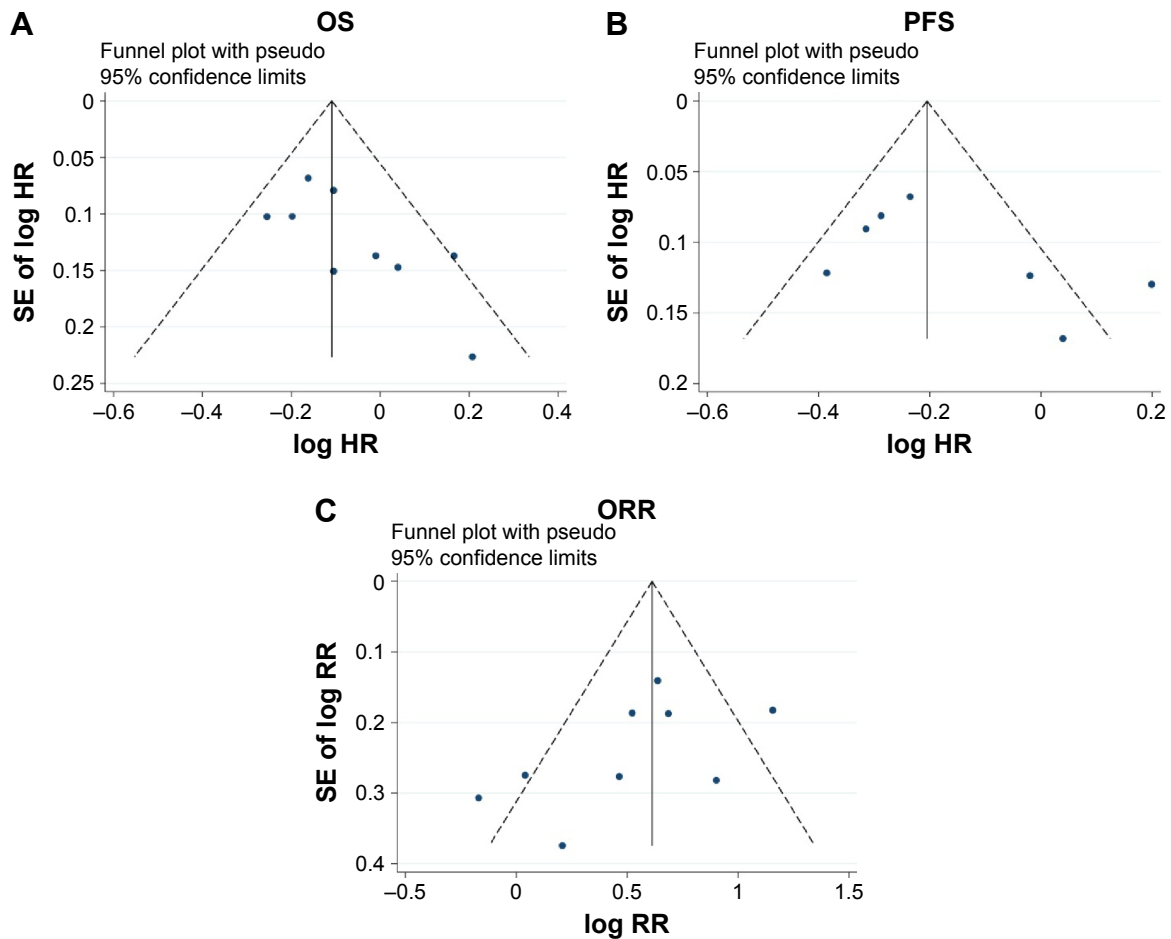 A
OS
Funnel plot with pseudo
95% confidence limits
SE of log HR
0
0.05
0.1
0.15
0.2
0.25
–0.6
–0.4
–0.2
0
0.2
0.4
log HR
B
PFS
Funnel plot with pseudo
95% confidence limits
SE of log HR
0
0.05
0.1
0.15
0.2
–0.6
–0.4
–0.2
0
0.2
log HR
C
ORR
Funnel plot with pseudo
95% confidence limits
SE of log RR
0
0.1
0.2
0.3
0.4
–0.5
0
0.5
1
1.5
log RR